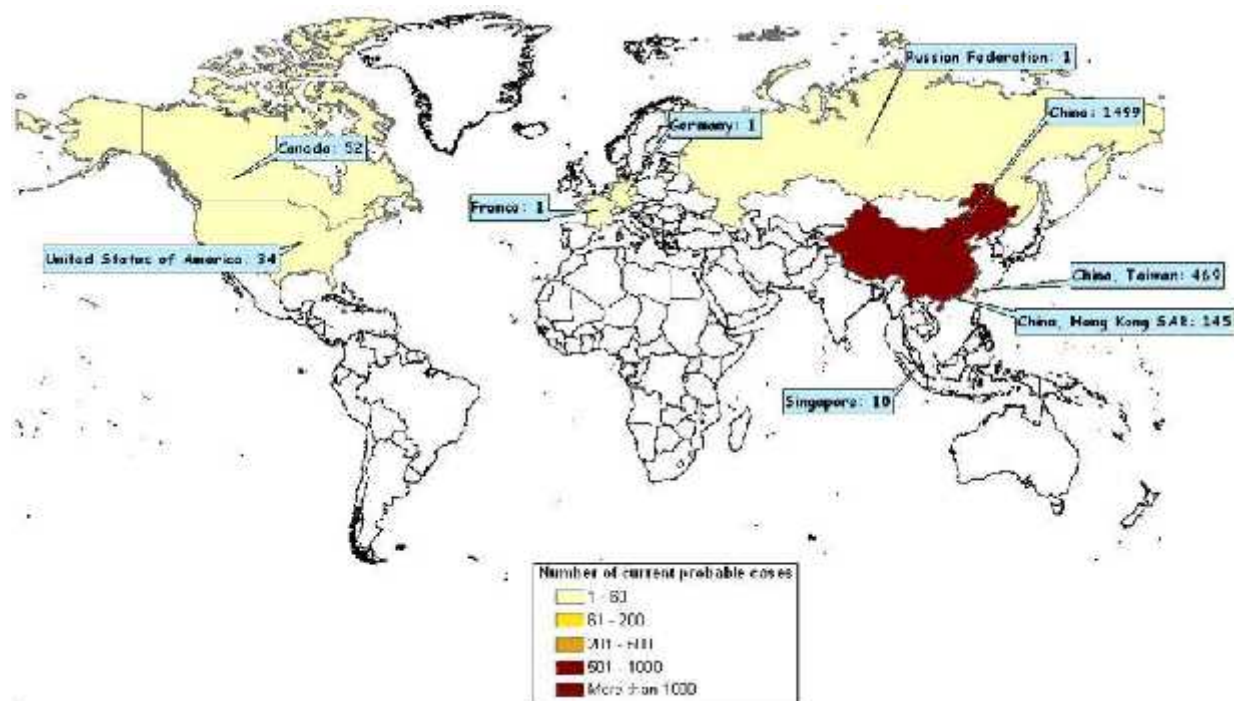 Russian Federation: 1
China: 1499
Germany: 1
Canada: 52
France: 1
United States of America: 34
China, Taiwan: 469
China, Hong Kong SAR: 145
Singapore: 10
Number of current probable cases
1 - 60
61 - 200
201 - 500
501 - 1000
More than 1000